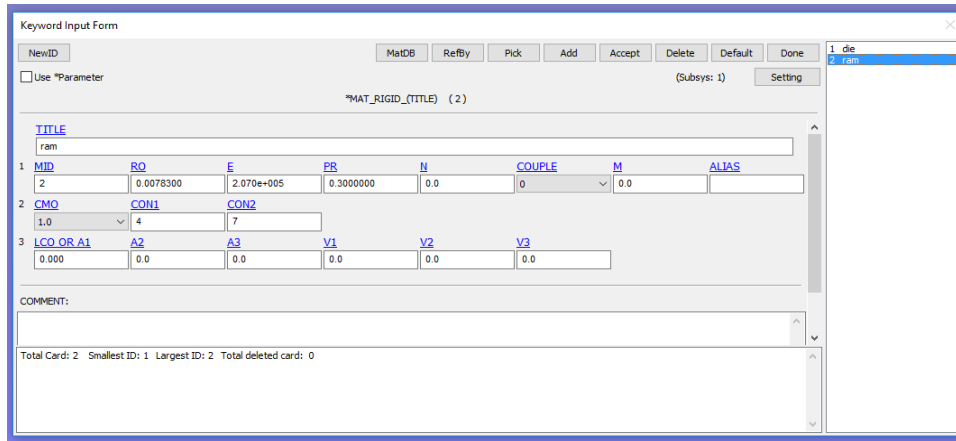 Keyword Input Form
NewID MatDB RefBy Pick Add Accept Delete Default Done
1 die
2 ram
Use *Parameter (Subsys: 1) Setting
*MAT_RIGID_(TITLE) (2)
TITLE
ram
1 MID RO E PR N COUPLE M ALIAS
2 0.0078300 2.070e+005 0.3000000 0.0 0 0.0
2 CMO CON1 CON2
1.0 4 7
3 LCO OR A1 A2 A3 V1 V2 V3
0.000 0.0 0.0 0.0 0.0 0.0
COMMENT:
Total Card: 2 Smallest ID: 1 Largest ID: 2 Total deleted card: 0